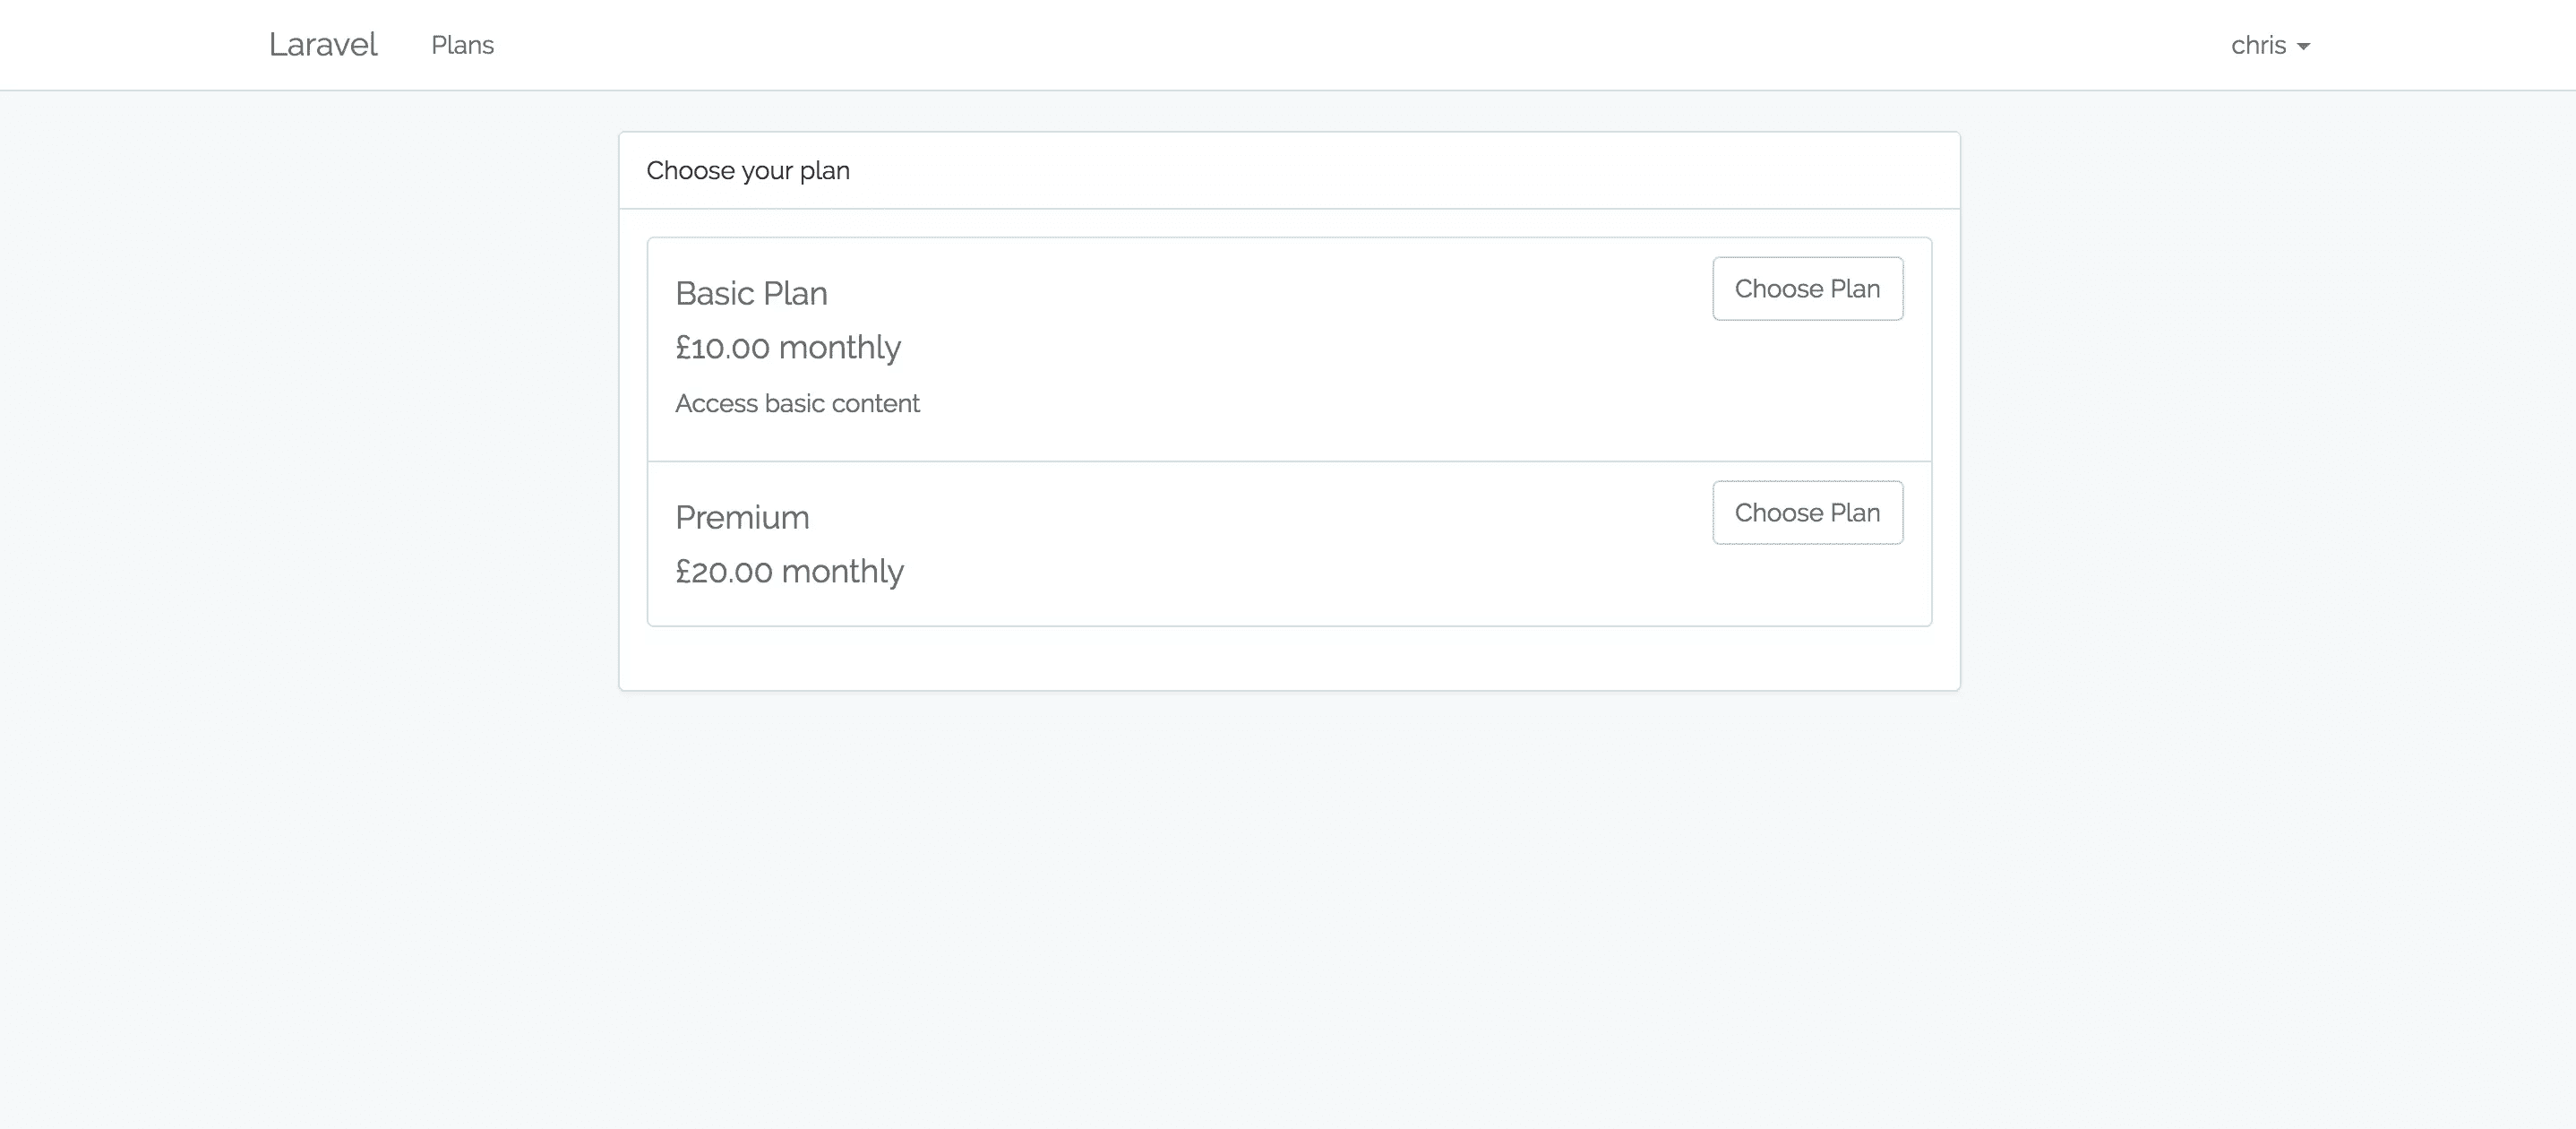 Laravel Plans chris
Choose your plan
Basic Plan
Choose Plan
£10.00 monthly
Access basic content
Premium
Choose Plan
£20.00 monthly